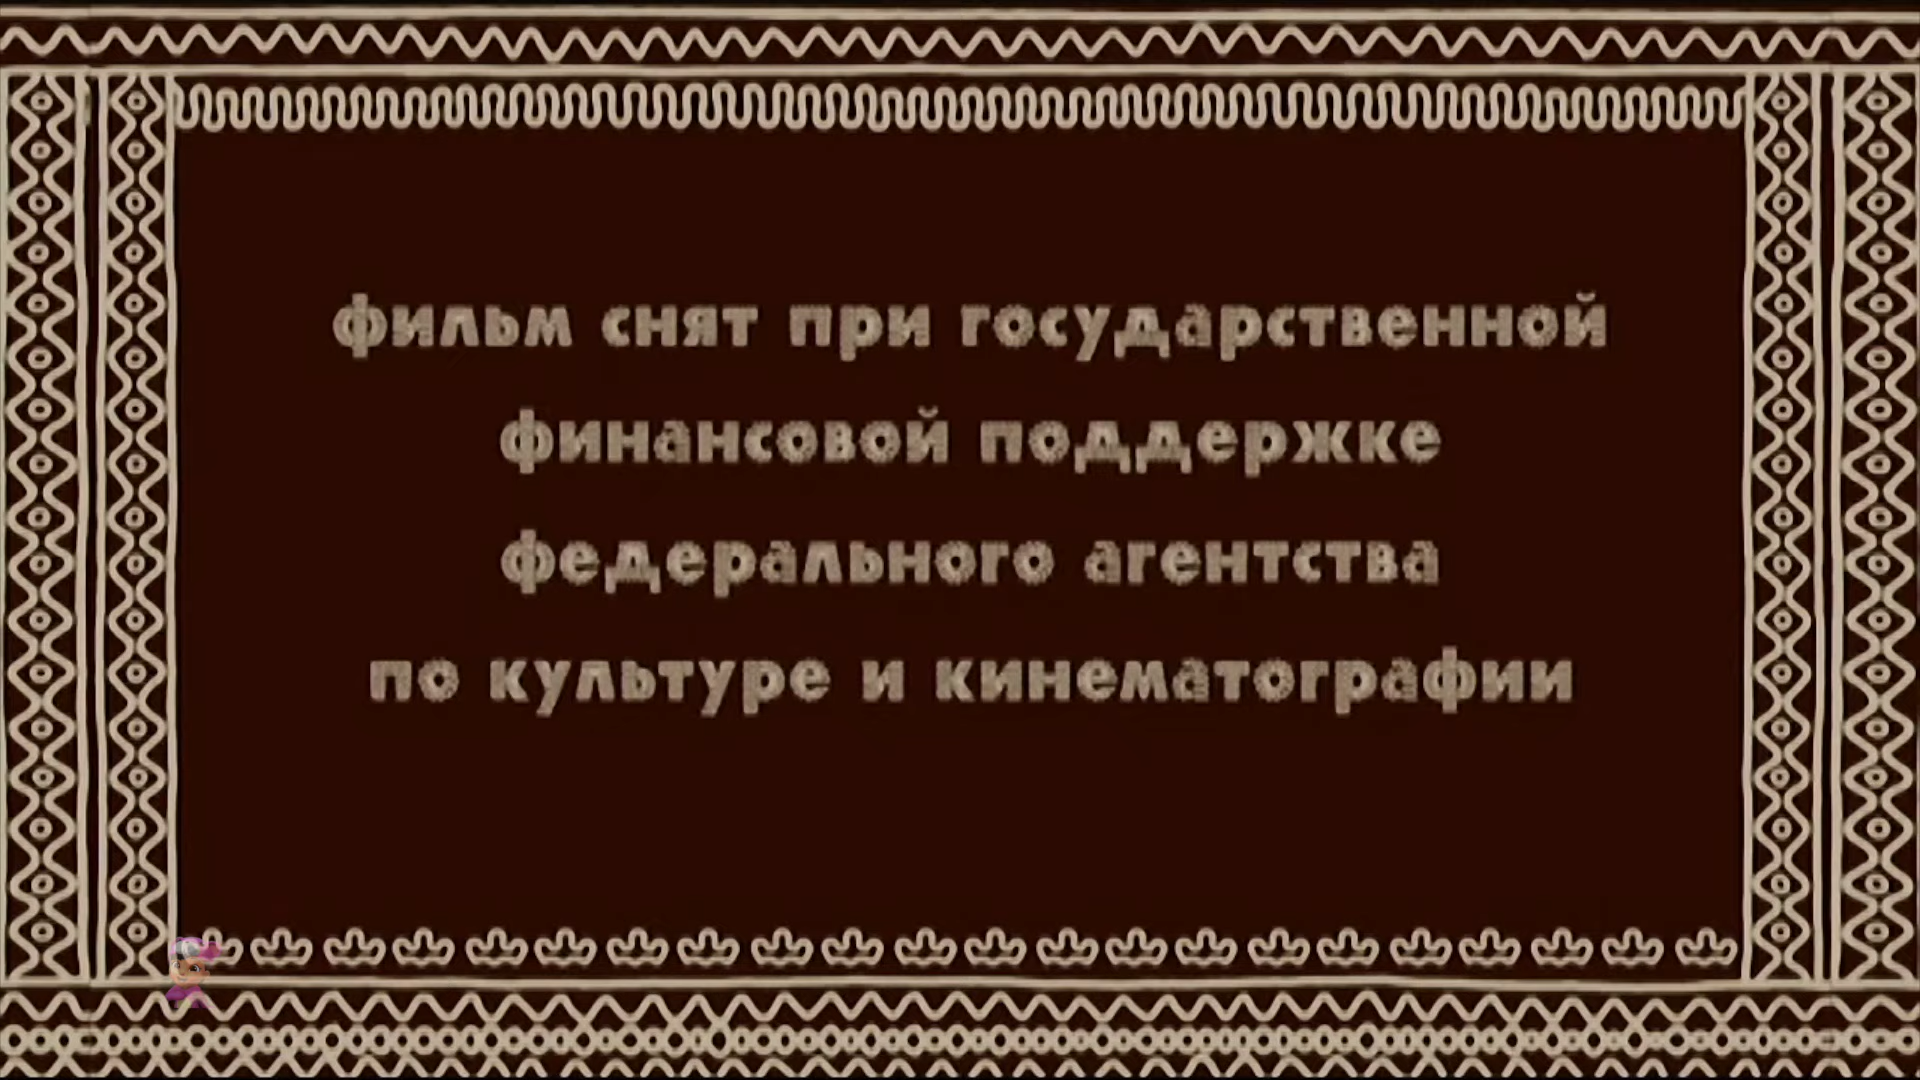 фильм снят при государственной
финансовой поддержке
федерального агентства
по культуре и кинематографии